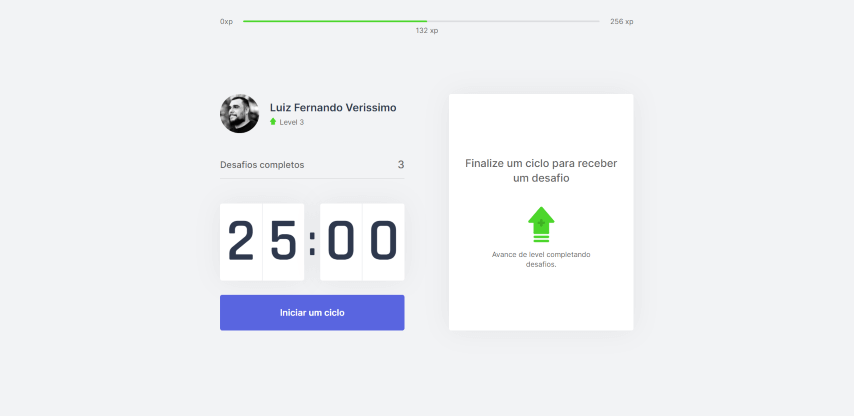 0xp
132 xp
256 xp
Luiz Fernando Verissimo
Level 3
Desafios completos
3
25:00
Iniciar um ciclo
Finalize um ciclo para receber
um desafio
Avance de level completando
desafios.